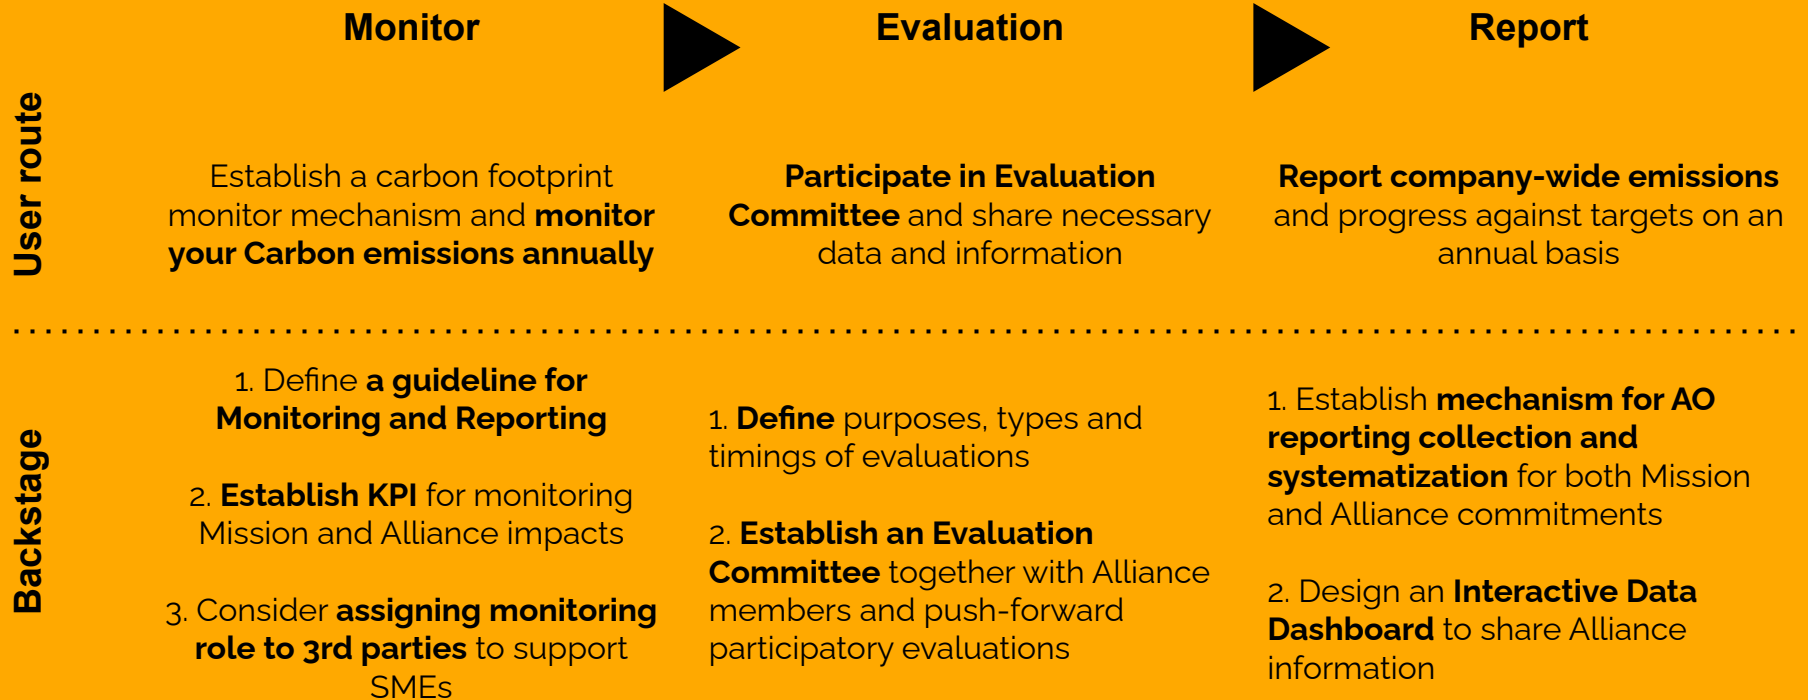 Monitor
Evaluation
Report
User route
Establish a carbon footprint
monitor mechanism and monitor
your Carbon emissions annually
Participate in Evaluation
Committee and share necessary
data and information
Report company-wide emissions
and progress against targets on an
annual basis
Backstage
1. Define a guideline for
Monitoring and Reporting
2. Establish KPI for monitoring
Mission and Alliance impacts
3. Consider assigning monitoring
role to 3rd parties to support
SMEs
1. Define purposes, types and
timings of evaluations
2. Establish an Evaluation
Committee together with Alliance
members and push-forward
participatory evaluations
1. Establish mechanism for AO
reporting collection and
systematization for both Mission
and Alliance commitments
2. Design an Interactive Data
Dashboard to share Alliance
information